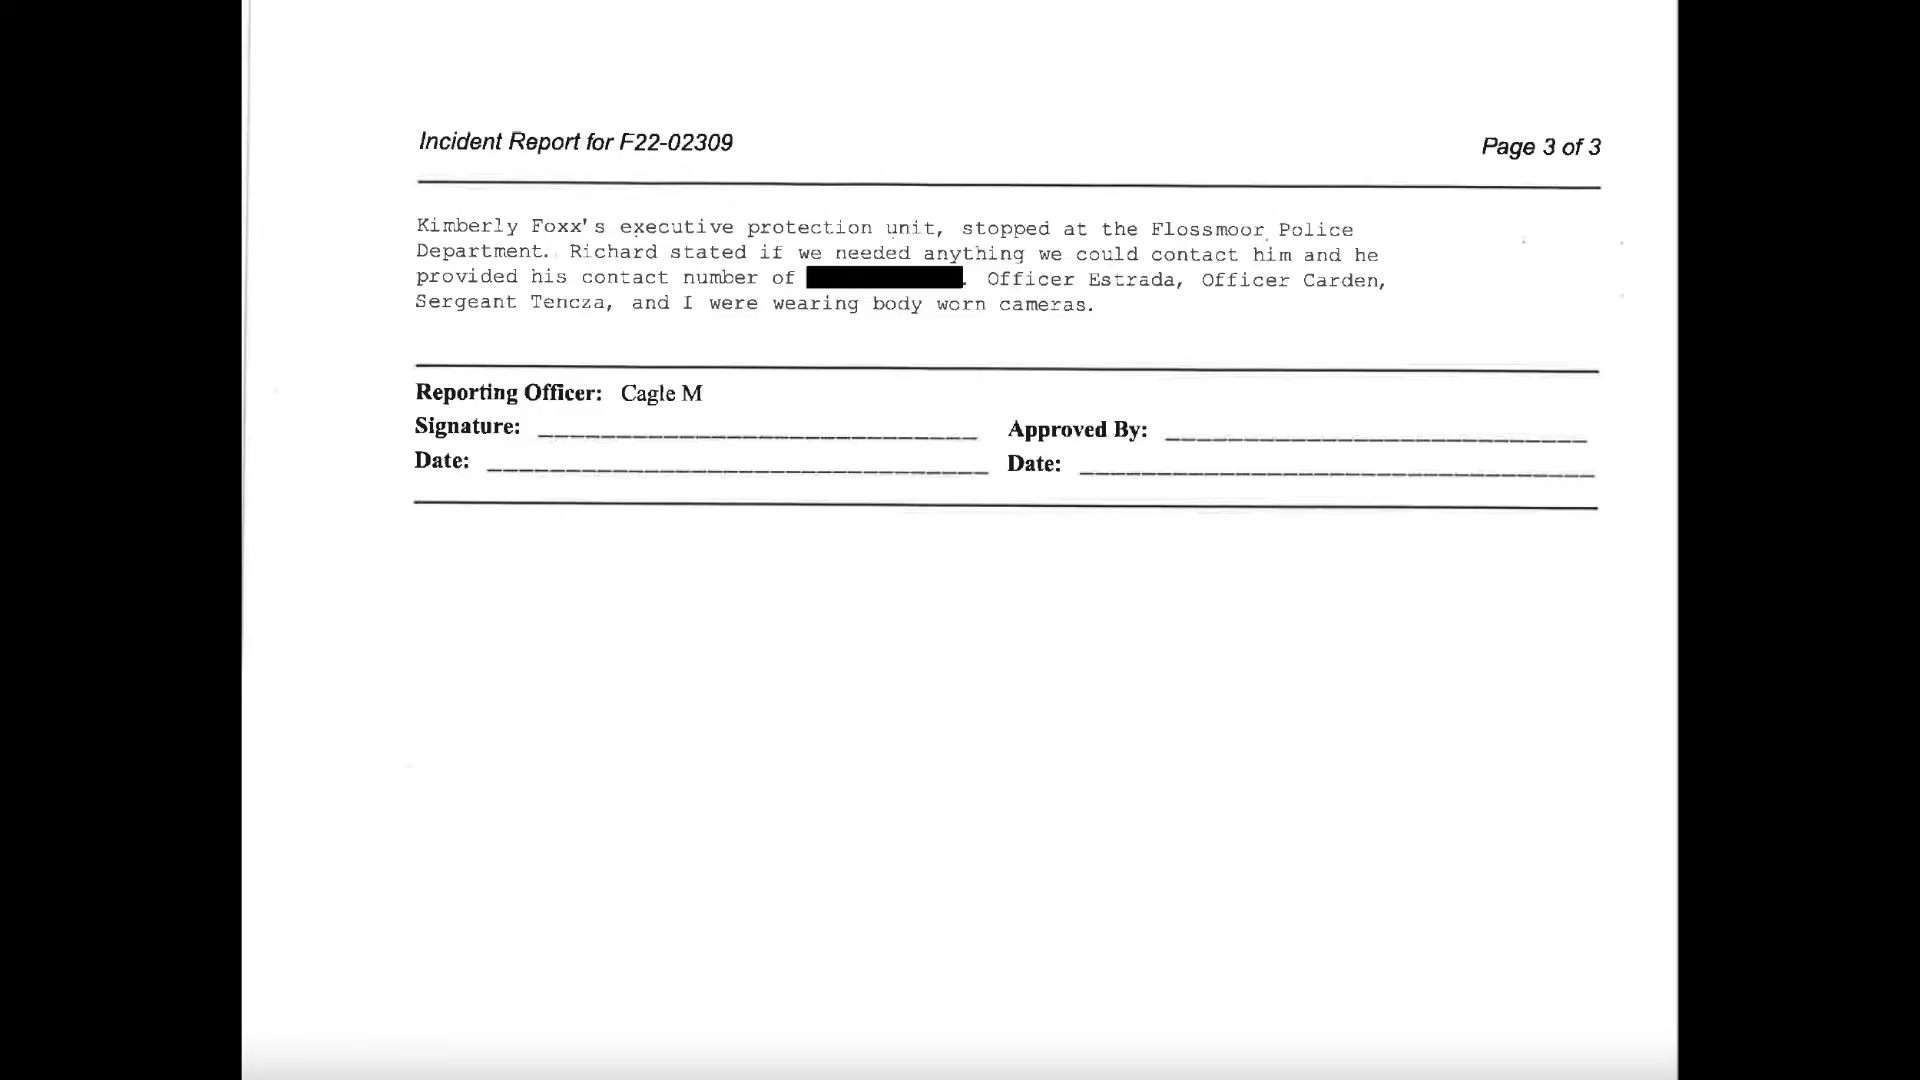 Incident Report for F22-02309
Page 3 of 3
Kimberly Foxx's executive protection unit, stopped at the Flossmoor Police
Department. Richard stated if we needed anything we could contact him and he
provided his contact number of . Officer Estrada, Officer Carden,
Sergeant Tencza, and I were wearing body worn cameras.
Reporting Officer: Cagle M
Signature:
Approved By:
Date:
Date: